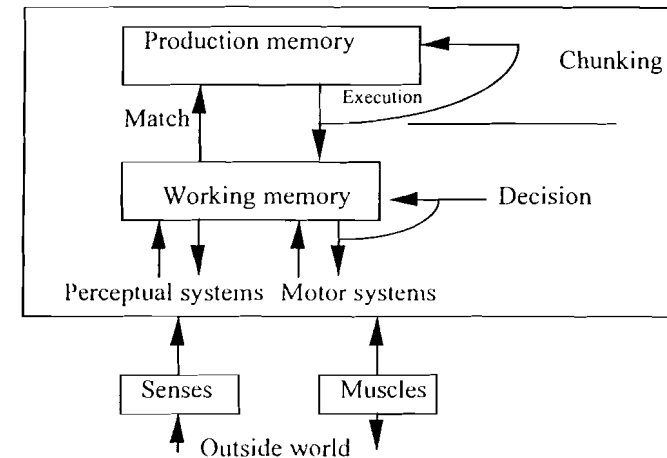 Production memory
Chunking
Execution
Match
Working memory
Decision
Perceptual systems
Motor systems
Senses
Muscles
Outside world